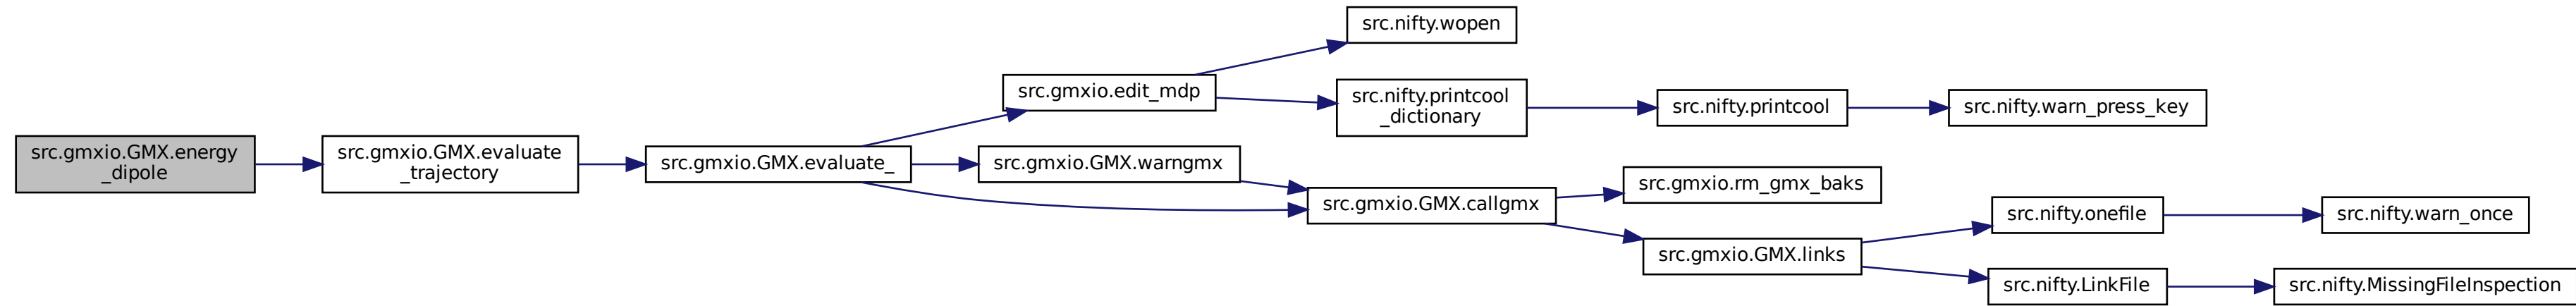 src.gmxio.GMX.energy
_dipole
src.gmxio.GMX.evaluate
_trajectory
src.gmxio.GMX.evaluate_
src.gmxio.edit_mdp
src.nifty.wopen
src.nifty.printcool
_dictionary
src.nifty.printcool
src.nifty.warn_press_key
src.gmxio.GMX.warngmx
src.gmxio.GMX.callgmx
src.gmxio.rm_gmx_baks
src.gmxio.GMX.links
src.nifty.onefile
src.nifty.warn_once
src.nifty.LinkFile
src.nifty.MissingFileInspection